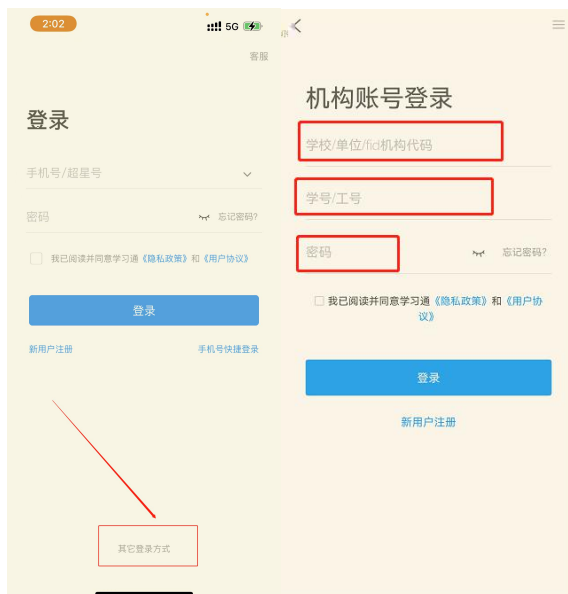 2:02
5G
客服
登录
手机号/超星号
密码
忘记密码?
我已阅读并同意学习通《隐私政策》和《用户协议》
登录
新用户注册
手机号快捷登录
其它登录方式
机构账号登录
学校/单位/fid机构代码
学号/工号
密码
忘记密码?
我已阅读并同意学习通《隐私政策》和《用户协
议》
登录
新用户注册